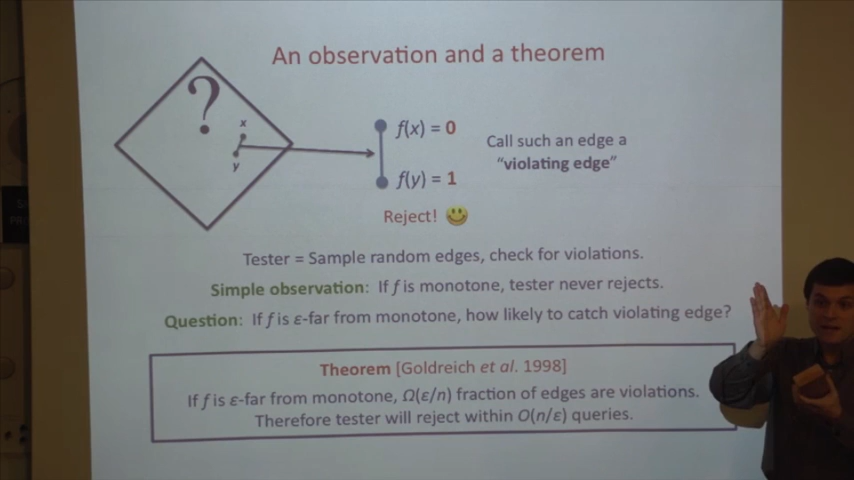 An observation and a theorem
?
x
y
f(x) = 0
f(y) = 1
Call such an edge a
"violating edge"
Reject!
Tester = Sample random edges, check for violations.
Simple observation: If f is monotone, tester never rejects.
Question: If f is ε-far from monotone, how likely to catch violating edge?
Theorem [Goldreich et al. 1998]
If f is ε-far from monotone, Ω(ε/n) fraction of edges are violations.
Therefore tester will reject within O(n/ε) queries.